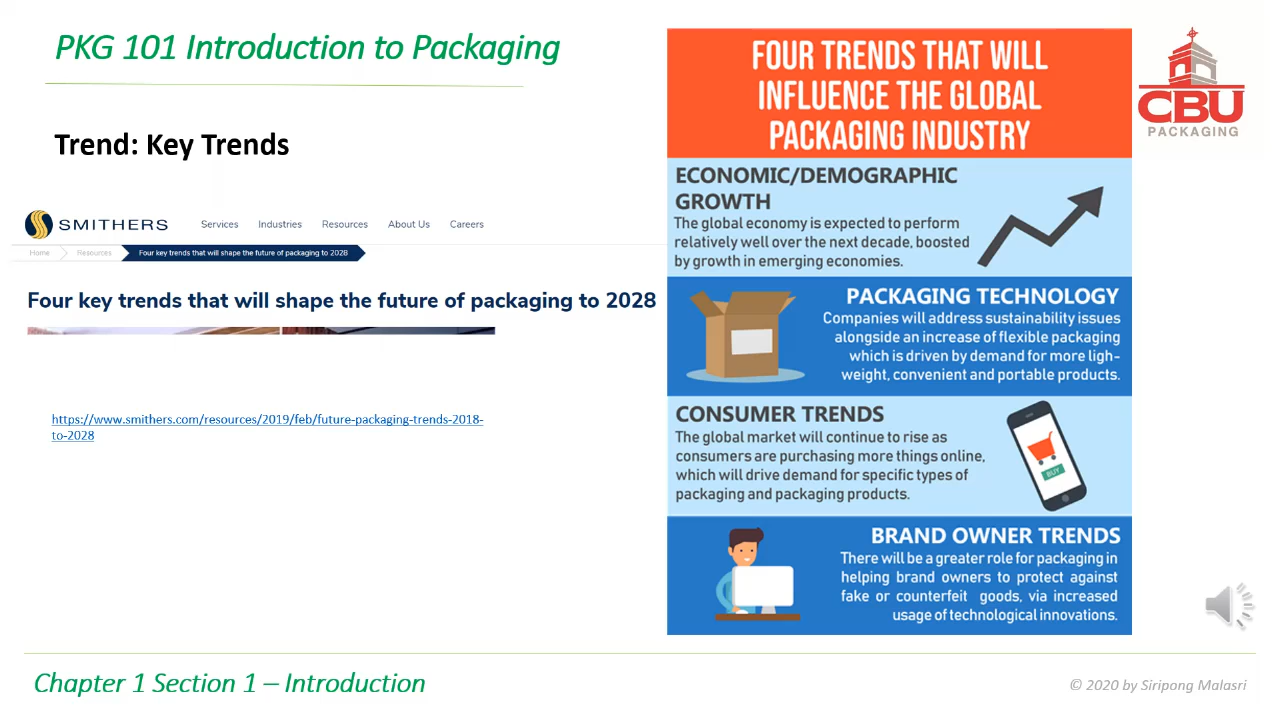 PKG 101 Introduction to Packaging
Trend: Key Trends
SMITHERS
Services Industries Resources About Us Careers
Home Resources Four key trends that will shape the future of packaging to 2028
Four key trends that will shape the future of packaging to 2028
https://www.smithers.com/resources/2019/feb/future-packaging-trends-2018-
to-2028
FOUR TRENDS THAT WILL
INFLUENCE THE GLOBAL
PACKAGING INDUSTRY
ECONOMIC/DEMOGRAPHIC
GROWTH
The global economy is expected to perform
relatively well over the next decade, boosted
by growth in emerging economies.
PACKAGING TECHNOLOGY
Companies will address sustainability issues
alongside an increase of flexible packaging
which is driven by demand for more ligh-
weight, convenient and portable products.
CONSUMER TRENDS
The global market will continue to rise as
consumers are purchasing more things online,
which will drive demand for specific types of
packaging and packaging products.
BUY
BRAND OWNER TRENDS
There will be a greater role for packaging in
helping brand owners to protect against
fake or counterfeit goods, via increased
usage of technological innovations.
CBU
PACKAGING
Chapter 1 Section 1 – Introduction
© 2020 by Siripong Malasri